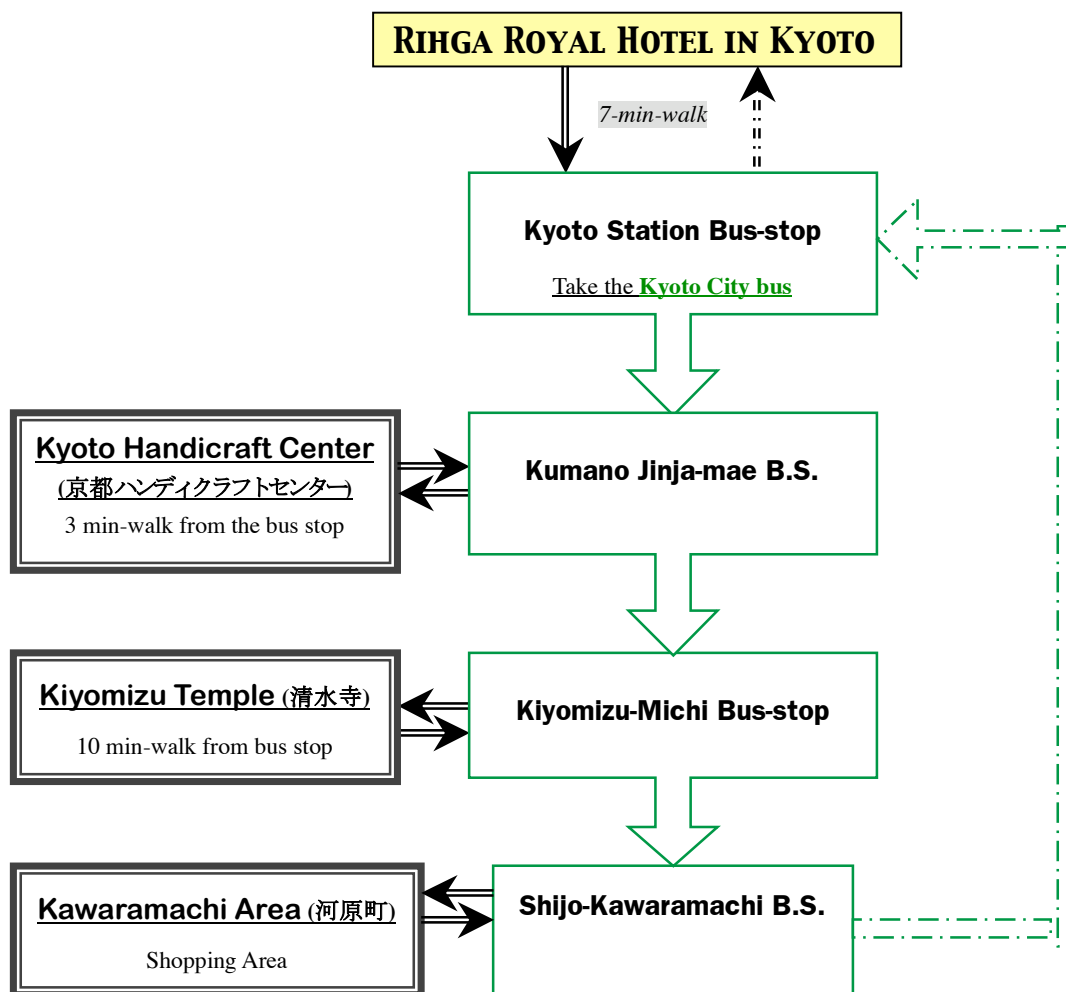 RIHGA ROYAL HOTEL IN KYOTO
7-min-walk
Kyoto Station Bus-stop
Take the Kyoto City bus
Kyoto Handicraft Center
(京都ハンディクラフトセンター)
3 min-walk from the bus stop
Kumano Jinja-mae B.S.
Kiyomizu Temple (清水寺)
10 min-walk from bus stop
Kiyomizu-Michi Bus-stop
Kawaramachi Area (河原町)
Shopping Area
Shijo-Kawaramachi B.S.